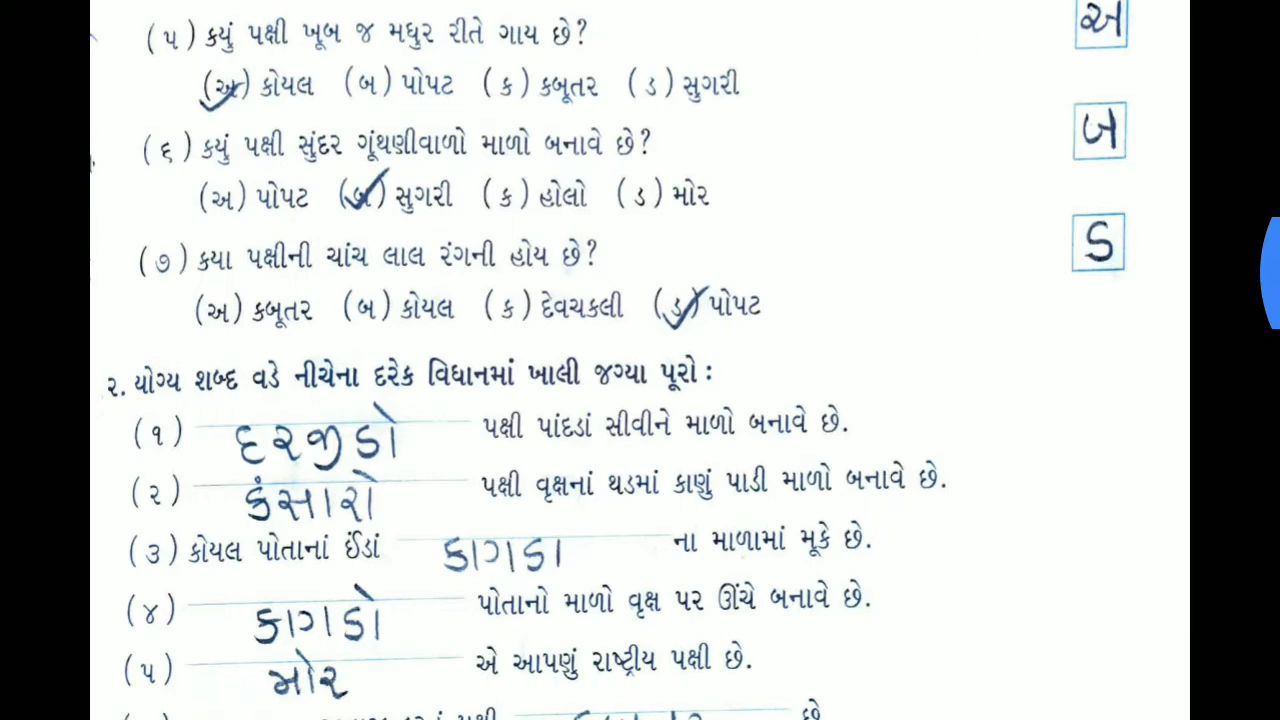 (૫) કયું પક્ષી ખૂબ જ મધુર રીતે ગાય છે? અ
(અ) કોયલ (બ) પોપટ (ક) કબૂતર (ડ) સુગરી
(૬) કયું પક્ષી સુંદર ગૂંથણીવાળો માળો બનાવે છે? બ
(અ) પોપટ (બ) સુગરી (ક) હોલો (ડ) મોર
(૭) કયા પક્ષીની ચાંચ લાલ રંગની હોય છે? ડ
(અ) કબૂતર (બ) કોયલ (ક) દેવચકલી (ડ) પોપટ
૨. યોગ્ય શબ્દ વડે નીચેના દરેક વિધાનમાં ખાલી જગ્યા પૂરો :
(૧) દરજીડો પક્ષી પાંદડાં સીવીને માળો બનાવે છે.
(૨) કંસારો પક્ષી વૃક્ષનાં થડમાં કાણું પાડી માળો બનાવે છે.
(૩) કોયલ પોતાનાં ઈંડાં કાગડા ના માળામાં મૂકે છે.
(૪) કાગડો પોતાનો માળો વૃક્ષ પર ઊંચે બનાવે છે.
(૫) મોર એ આપણું રાષ્ટ્રીય પક્ષી છે.
પક્ષી છે